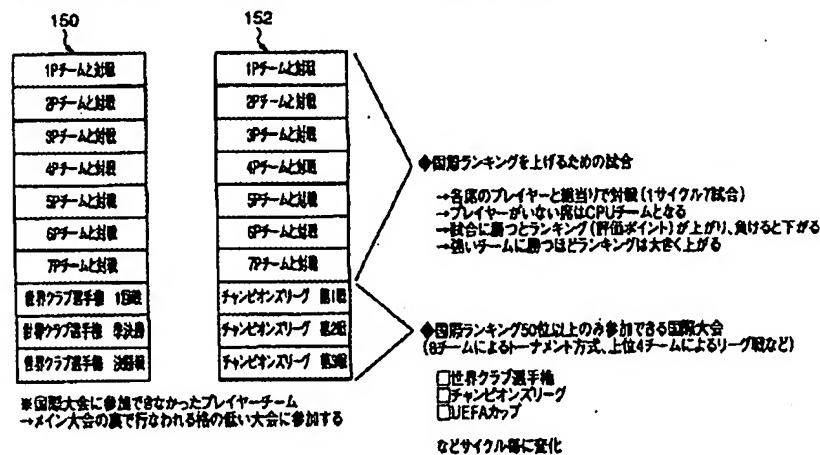 150
152
1Pチームと対戦
2Pチームと対戦
3Pチームと対戦
4Pチームと対戦
5Pチームと対戦
6Pチームと対戦
7Pチームと対戦
世界クラブ選手権 1回戦
世界クラブ選手権 準決勝
世界クラブ選手権 決勝戦
1Pチームと対戦
2Pチームと対戦
3Pチームと対戦
4Pチームと対戦
5Pチームと対戦
6Pチームと対戦
7Pチームと対戦
チャンピオンズリーグ 第1戦
チャンピオンズリーグ 第2戦
チャンピオンズリーグ 第3戦
※国際大会に参加できなかったプレイヤーチーム
→メイン大会の裏で行なわれる格の低い大会に参加する
◆国際ランキングを上げるための試合
→各席のプレイヤーと総当りで対戦(1サイクル7試合)
→プレイヤーがいない席はCPUチームとなる
→試合に勝つとランキング(評価ポイント)が上がり、負けると下がる
→強いチームに勝つほどランキングは大きく上がる
◆国際ランキング50位以上のみ参加できる国際大会
(8チームによるトーナメント方式、上位4チームによるリーグ戦など)
□世界クラブ選手権
□チャンピオンズリーグ
□UEFAカップ
などサイクル毎に変化